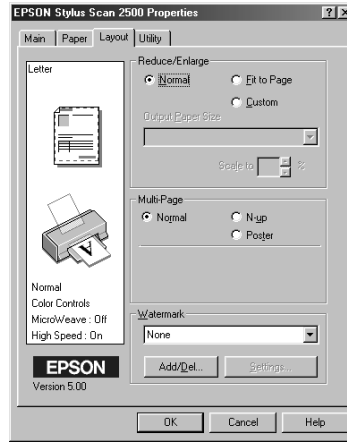 EPSON Stylus Scan 2500 Properties ? x
Main Paper Layout Utility
Letter
Reduce/Enlarge
Normal Fit to Page
Custom
Output Paper Size
Scale to %
Multi-Page
Normal N-up
Poster
A
Normal
Color Controls
MicroWeave : Off
High Speed : On
Watermark
None
EPSON
Version 5.00
Add/Del... Settings...
OK Cancel Help